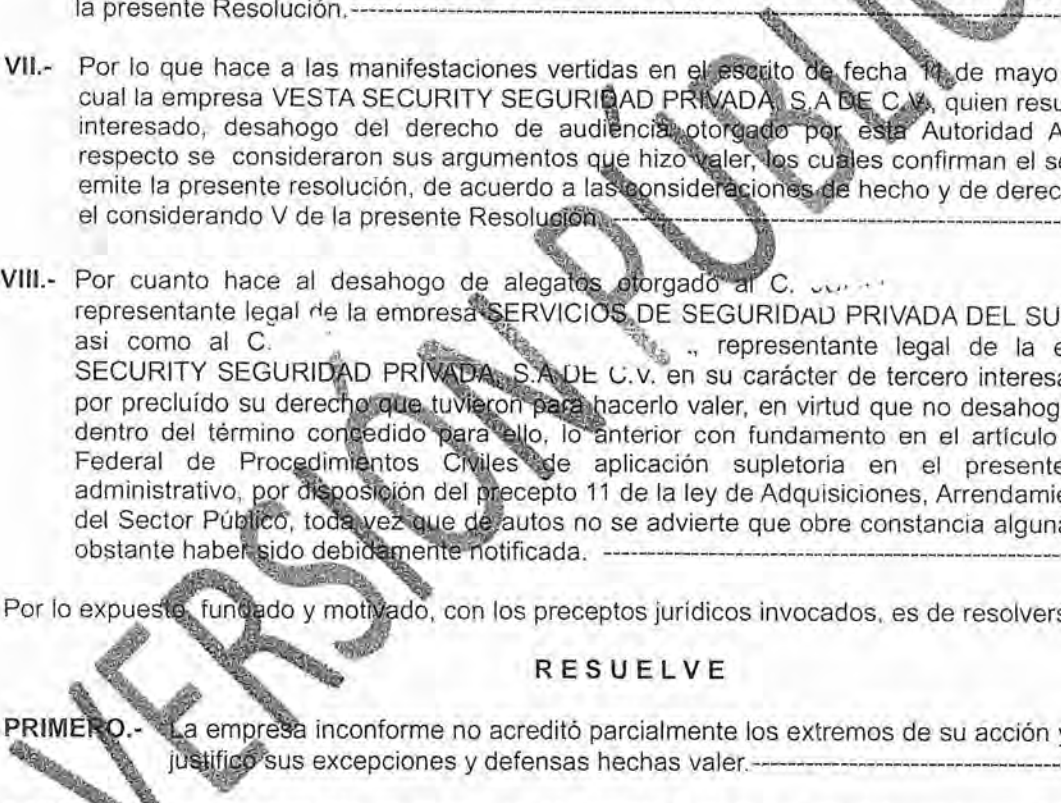 la presente Resolución.-
VII.- Por lo que hace a las manifestaciones vertidas en el escrito de fecha 11 de mayo
cual la empresa VESTA SECURITY SEGURIDAD PRIVADA, S.A DE C.V., quien resu
interesado, desahogo del derecho de audiencia otorgado por esta Autoridad A
respecto se consideraron sus argumentos que hizo valer, los cuales confirman el se
emite la presente resolución, de acuerdo a las consideraciones de hecho y de derec
el considerando V de la presente Resolución.-
VIII.- Por cuanto hace al desahogo de alegatos otorgado al C.
representante legal de la empresa SERVICIOS DE SEGURIDAD PRIVADA DEL SU
asi como al C. ., representante legal de la e
SECURITY SEGURIDAD PRIVADA, S.A DE C.v. en su carácter de tercero interesa
por precluído su derecho que tuvieron para hacerlo valer, en virtud que no desahog
dentro del término concedido para ello, lo anterior con fundamento en el artículo
Federal de Procedimientos Civiles de aplicación supletoria en el presente
administrativo, por disposición del precepto 11 de la ley de Adquisiciones, Arrendamie
del Sector Público, toda vez que de autos no se advierte que obre constancia alguna
obstante haber sido debidamente notificada. -
Por lo expuesto, fundado y motivado, con los preceptos jurídicos invocados, es de resolvers
RESUELVE
PRIMERO.- La empresa inconforme no acreditó parcialmente los extremos de su acción y
justificó sus excepciones y defensas hechas valer.-
VERSIÓN PÚBLIC